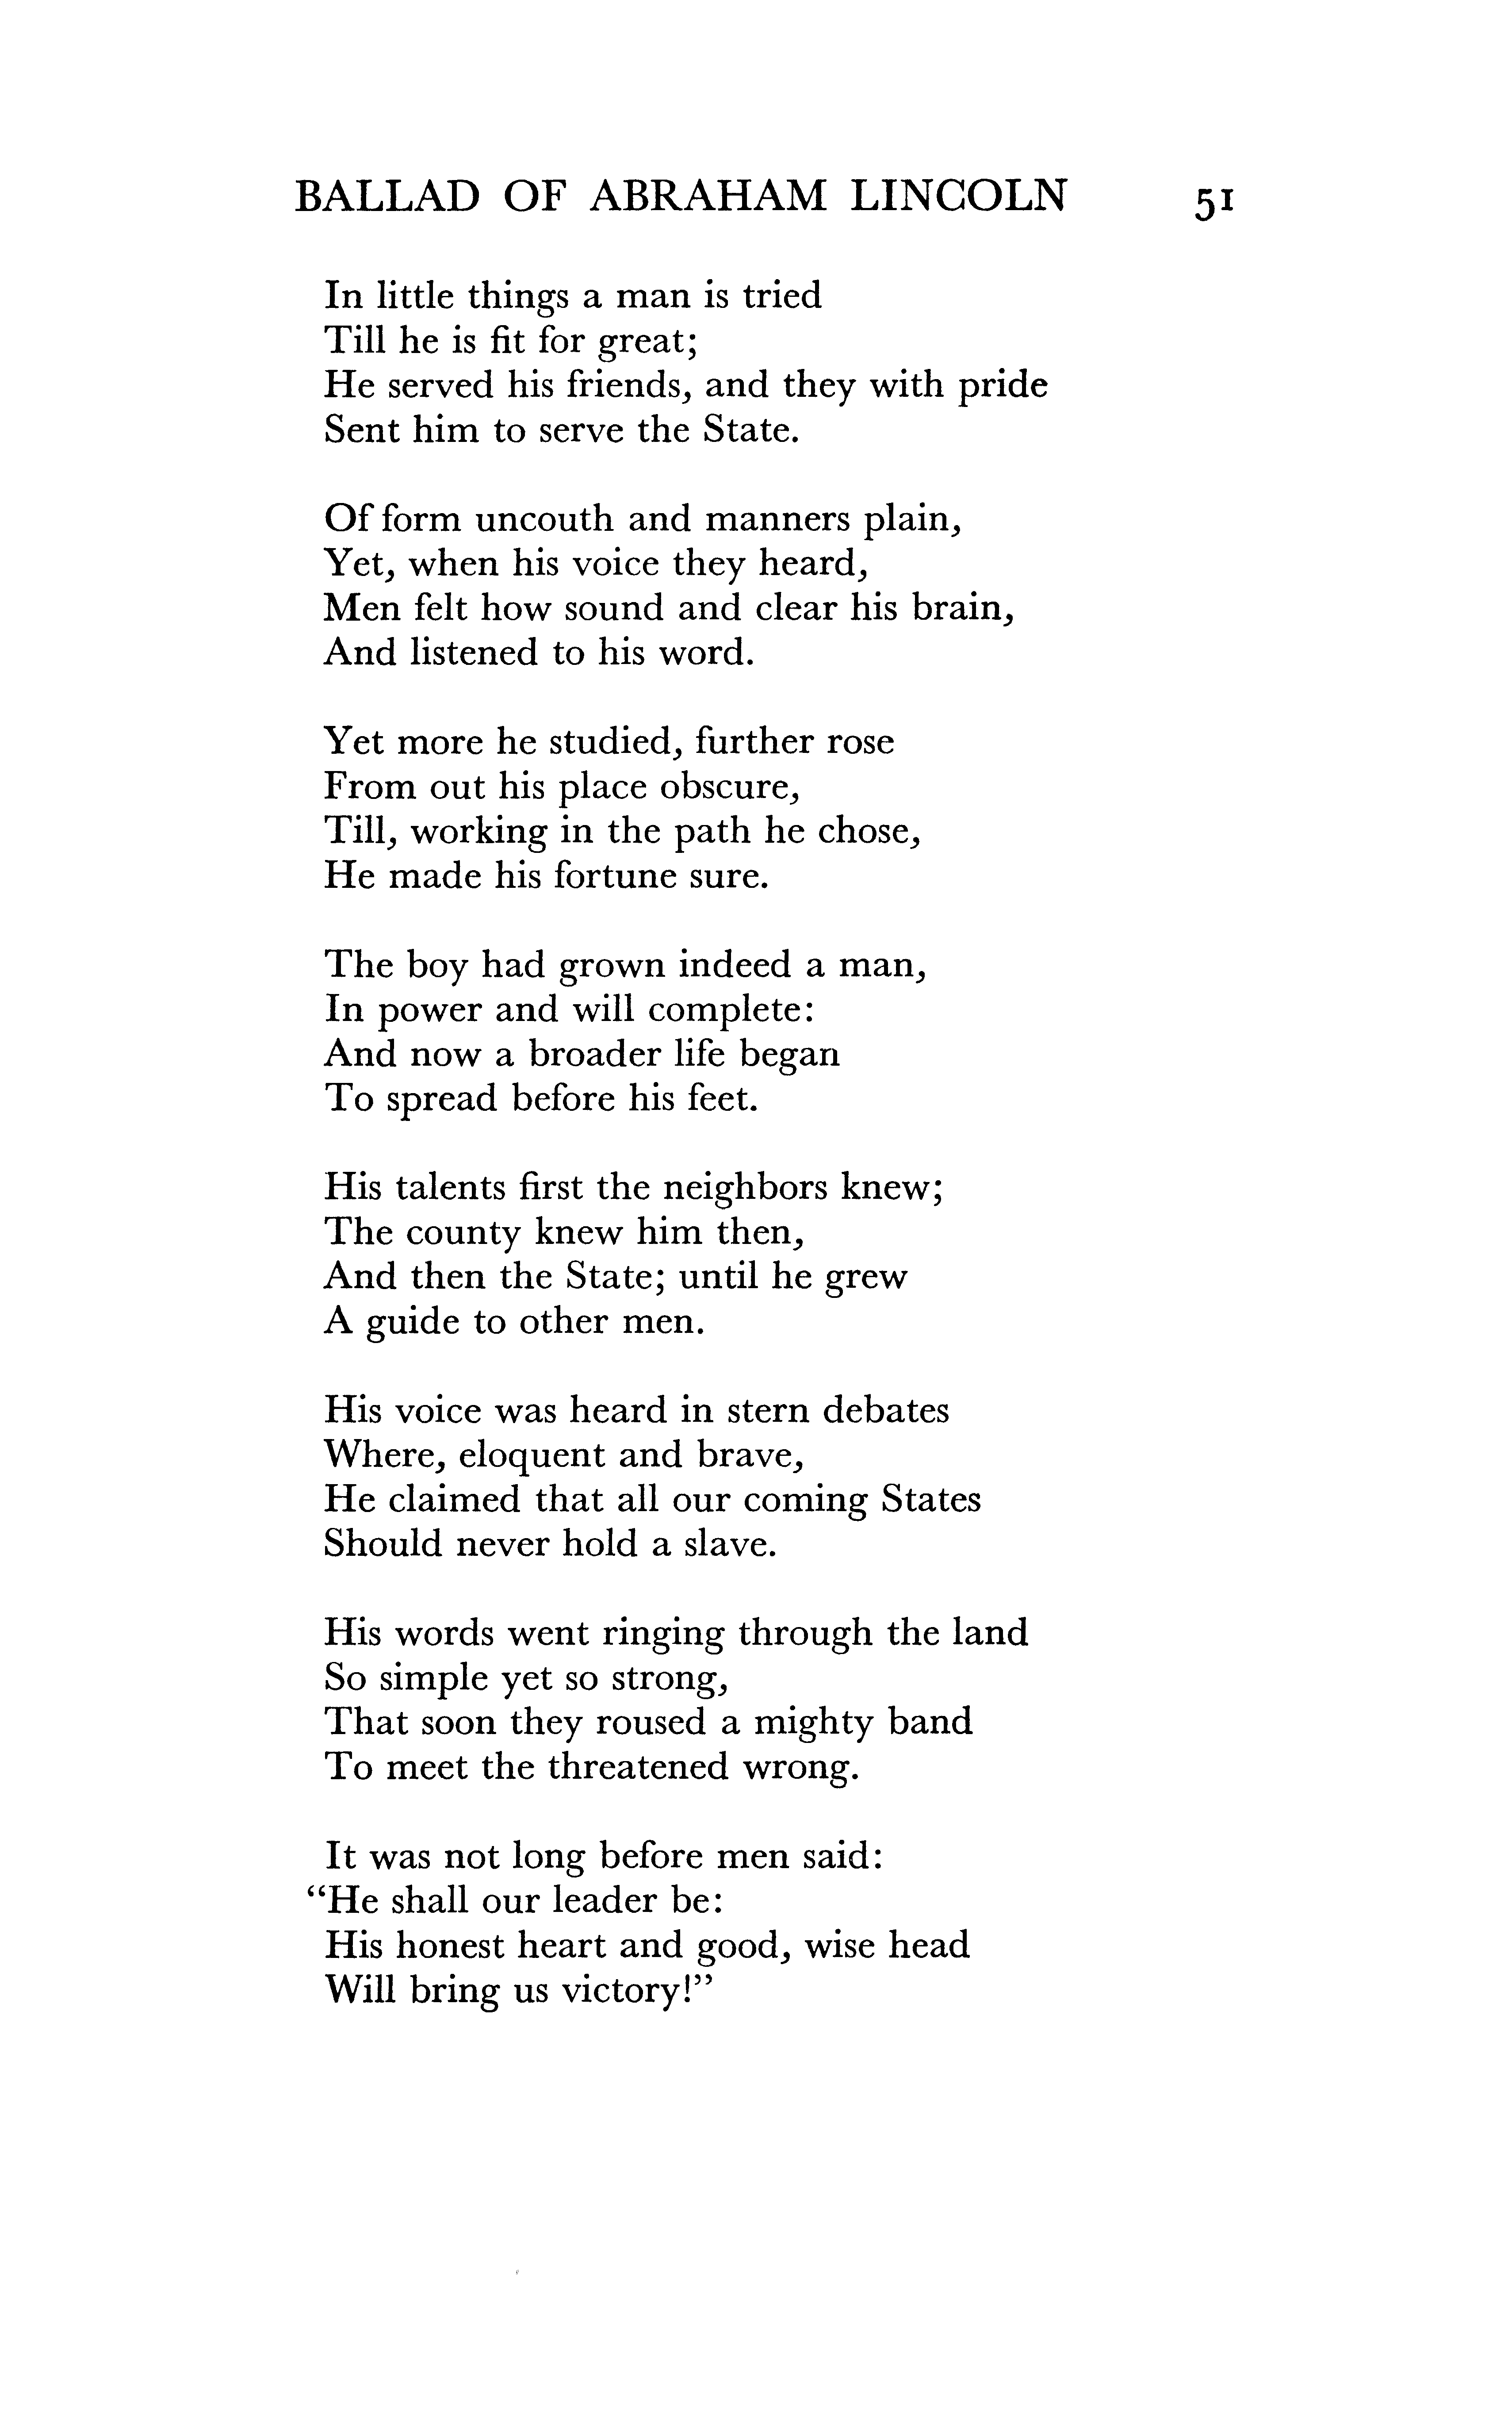 BALLAD OF ABRAHAM LINCOLN 51
In little things a man is tried
Till he is fit for great;
He served his friends, and they with pride
Sent him to serve the State.
Of form uncouth and manners plain,
Yet, when his voice they heard,
Men felt how sound and clear his brain,
And listened to his word.
Yet more he studied, further rose
From out his place obscure,
Till, working in the path he chose,
He made his fortune sure.
The boy had grown indeed a man,
In power and will complete:
And now a broader life began
To spread before his feet.
His talents first the neighbors knew;
The county knew him then,
And then the State; until he grew
A guide to other men.
His voice was heard in stern debates
Where, eloquent and brave,
He claimed that all our coming States
Should never hold a slave.
His words went ringing through the land
So simple yet so strong,
That soon they roused a mighty band
To meet the threatened wrong.
It was not long before men said:
“He shall our leader be:
His honest heart and good, wise head
Will bring us victory!”